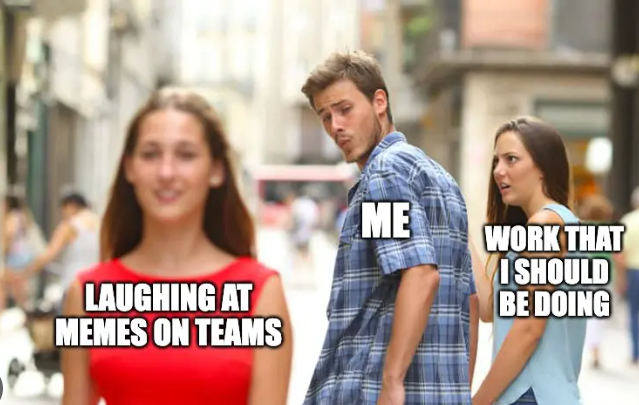 LAUGHING AT
MEMES ON TEAMS
ME
WORK THAT
I SHOULD
BE DOING